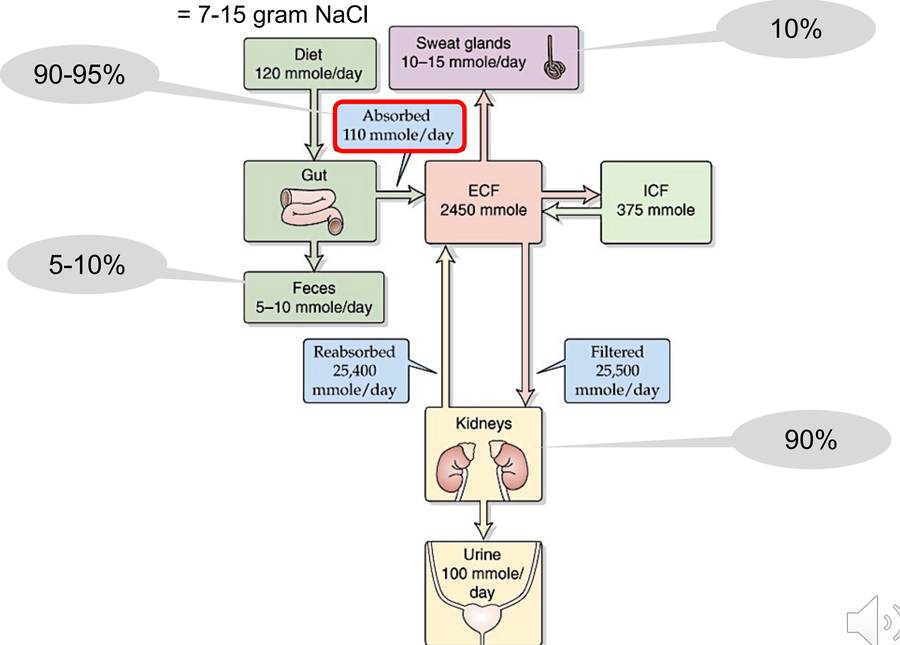 = 7-15 gram NaCl
Diet
120 mmole/day
Sweat glands
10–15 mmole/day
10%
90-95%
Absorbed
110 mmole/day
Gut
ECF
2450 mmole
ICF
375 mmole
5-10%
Feces
5–10 mmole/day
Reabsorbed
25,400
mmole/day
Filtered
25,500
mmole/day
Kidneys
90%
Urine
100 mmole/
day